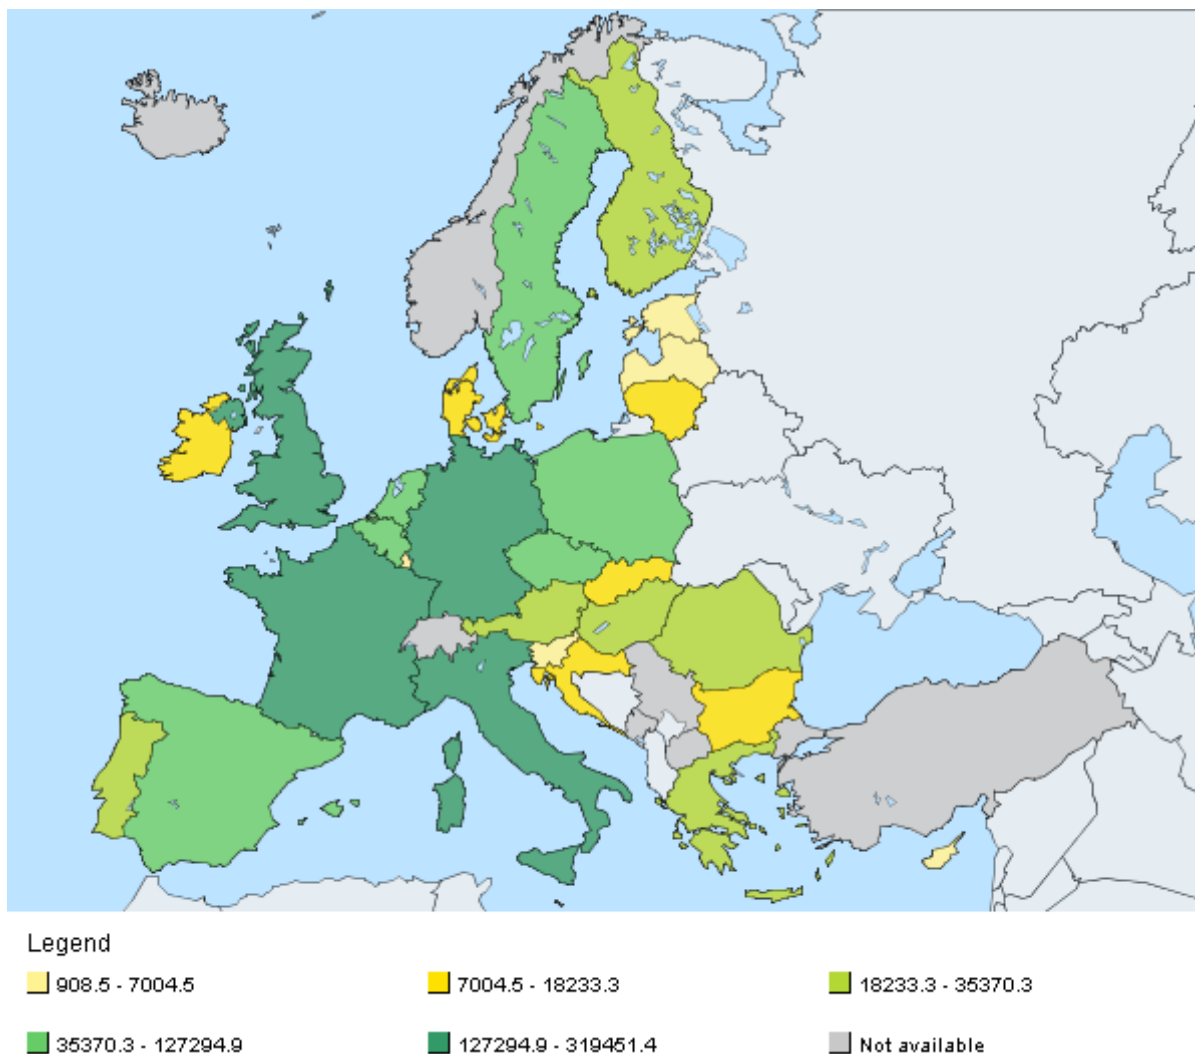 Legend
908.5 - 7004.5
7004.5 - 18233.3
18233.3 - 35370.3
35370.3 - 127294.9
127294.9 - 319451.4
Not available